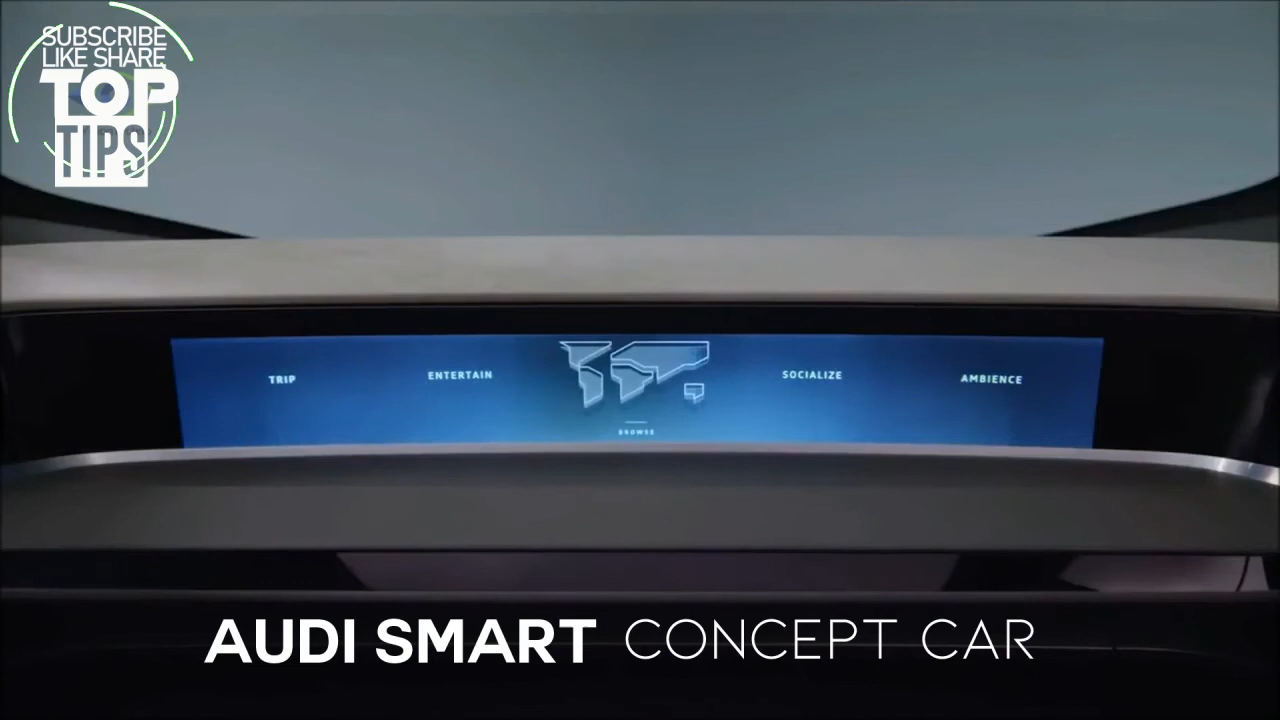 SUBSCRIBE
LIKE SHARE
TOP
TIPS
TRIP
ENTERTAIN
BROWSE
SOCIALIZE
AMBIENCE
AUDI SMART CONCEPT CAR